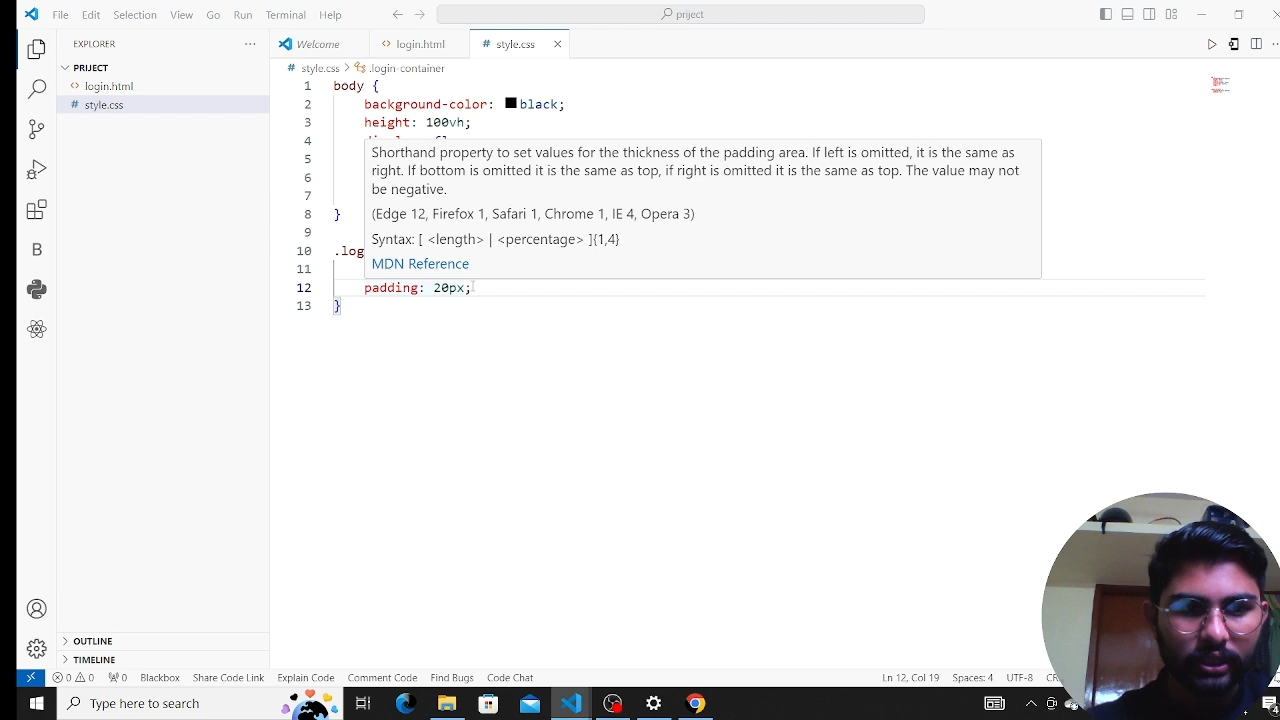 File Edit Selection View Go Run Terminal Help priject
EXPLORER
Welcome login.html style.css
PRIJECT
style.css > .login-container
login.html
style.css
1 body {
2 background-color: black;
3 height: 100vh;
4
5
6
7
8 }
9
10 .log
11
12 padding: 20px;
13 }
Shorthand property to set values for the thickness of the padding area. If left is omitted, it is the same as
right. If bottom is omitted it is the same as top, if right is omitted it is the same as top. The value may not
be negative.
(Edge 12, Firefox 1, Safari 1, Chrome 1, IE 4, Opera 3)
Syntax: [ <length> | <percentage> ]{1,4}
MDN Reference
OUTLINE
TIMELINE
0 0 0 Blackbox Share Code Link Explain Code Comment Code Find Bugs CodeChat Ln 12, Col 19 Spaces: 4 UTF-8
Type here to search